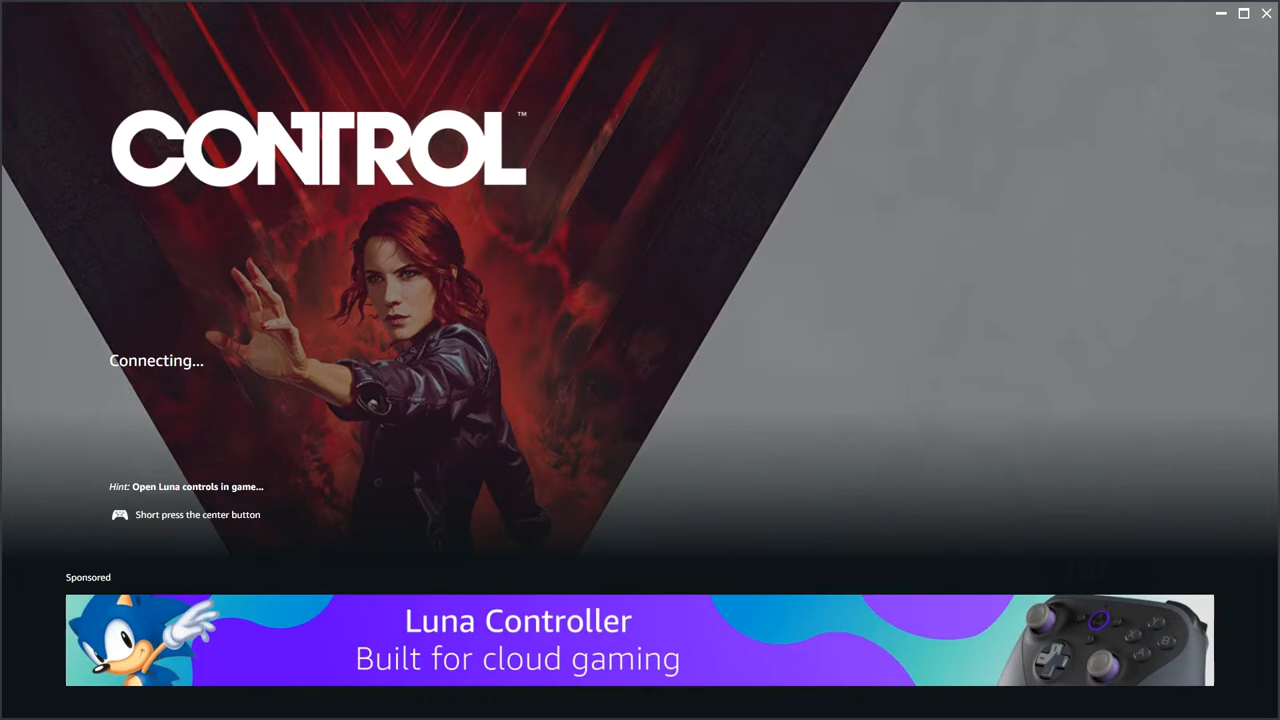 CONTROL™
Connecting...
Hint: Open Luna controls in game...
Short press the center button
Sponsored
Luna Controller
Built for cloud gaming